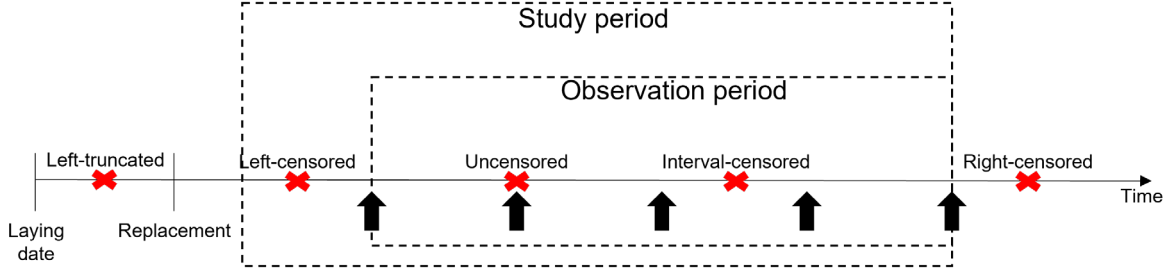 Study period
Observation period
Left-truncated
Left-censored
Uncensored
Interval-censored
Right-censored
Time
Laying
date
Replacement